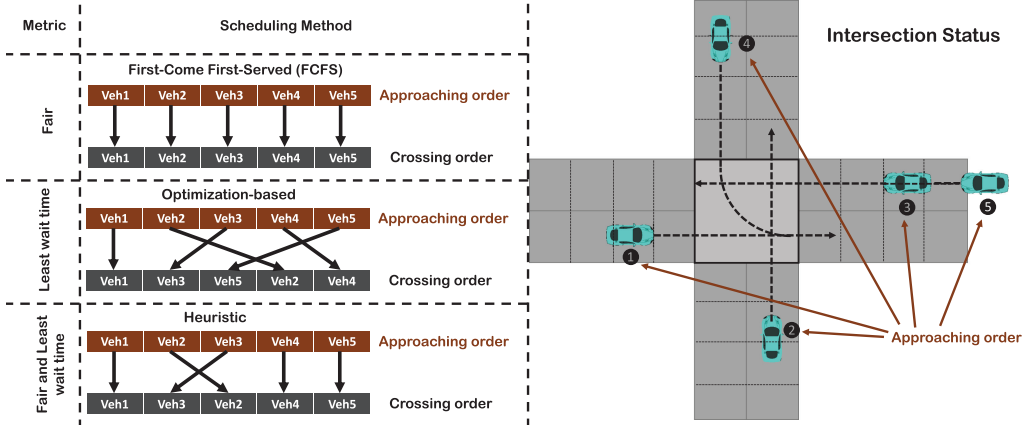 Metric
Scheduling Method
Fair
First-Come First-Served (FCFS)
Veh1 Veh2 Veh3 Veh4 Veh5
Approaching order
Veh1 Veh2 Veh3 Veh4 Veh5
Crossing order
Least wait time
Optimization-based
Veh1 Veh2 Veh3 Veh4 Veh5
Approaching order
Veh1 Veh3 Veh5 Veh2 Veh4
Crossing order
Fair and Least
wait time
Heuristic
Veh1 Veh2 Veh3 Veh4 Veh5
Approaching order
Veh1 Veh3 Veh2 Veh4 Veh5
Crossing order
Intersection Status
4
3
5
1
2
Approaching order